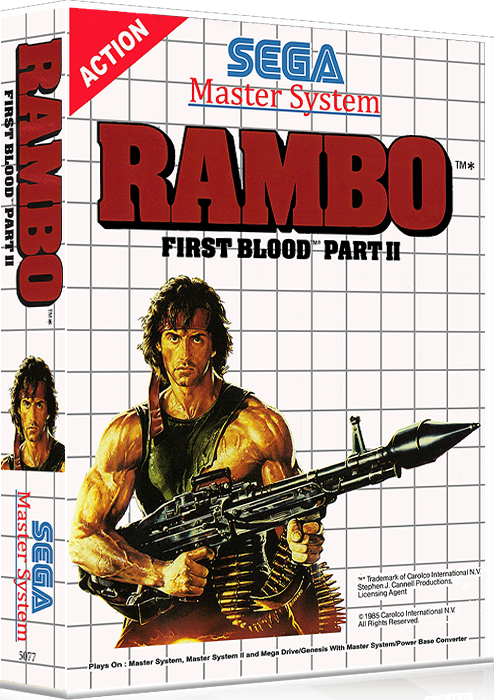 ACTION
SEGA
Master System
RAMBO ™*
FIRST BLOOD™ PART II
™* Trademark of Carolco International N.V.
Stephen J. Cannell Productions,
Licensing Agent
© 1985 Carolco International N.V.
All Rights Reserved.
Plays On : Master System, Master System II and Mega Drive/Genesis With Master System/Power Base Converter
RAMBO™*
FIRST BLOOD™ PART II
SEGA
Master System
5077